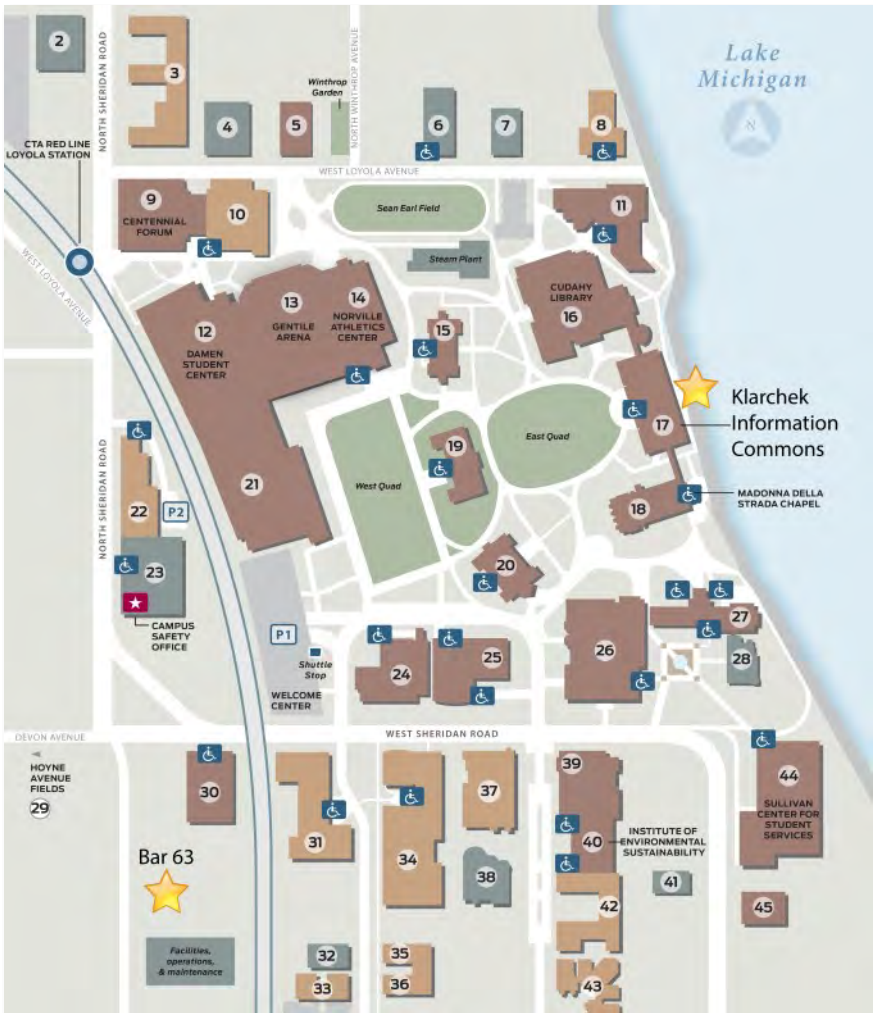 2
3
4
5
Winthrop
Garden
6
7
8
Lake
Michigan
N
NORTH SHERIDAN ROAD
NORTH WINTHROP AVENUE
CTA RED LINE
LOYOLA STATION
WEST LOYOLA AVENUE
9
CENTENNIAL
FORUM
10
Sean Earl Field
11
WEST LOYOLA AVENUE
Steam Plant
12
DAMEN
STUDENT
CENTER
13
GENTILE
ARENA
14
NORVILLE
ATHLETICS
CENTER
15
CUDAHY
LIBRARY
16
17
Klarchek
Information
Commons
18
MADONNA DELLA
STRADA CHAPEL
19
East Quad
West Quad
20
21
NORTH SHERIDAN ROAD
22
P2
23
CAMPUS
SAFETY
OFFICE
P1
Shuttle
Stop
WELCOME
CENTER
24
25
26
27
28
DEVON AVENUE
WEST SHERIDAN ROAD
HOYNE
AVENUE
FIELDS
29
30
31
34
37
38
39
40
INSTITUTE OF
ENVIRONMENTAL
SUSTAINABILITY
41
42
44
SULLIVAN
CENTER FOR
STUDENT
SERVICES
45
Bar 63
Facilities,
operations,
& maintenance
32
33
35
36
43